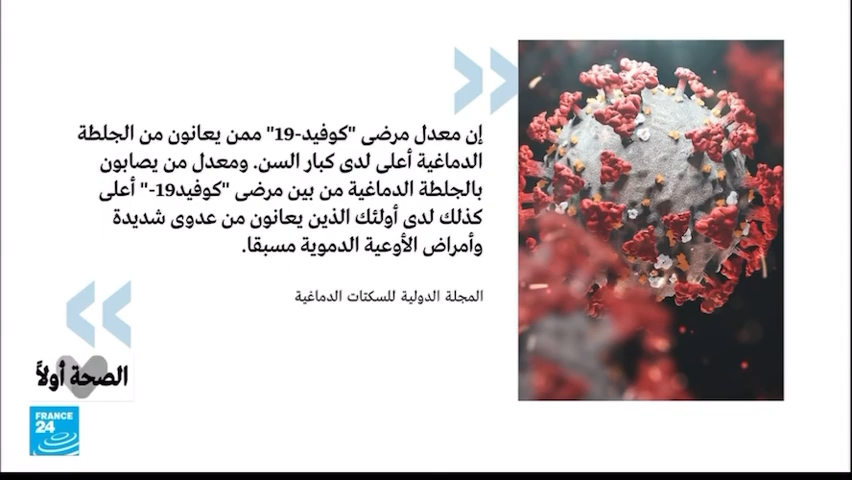 إن معدل مرضى "كوفيد-19" ممن يعانون من الجلطة
الدماغية أعلى لدى كبار السن. ومعدل من يصابون
بالجلطة الدماغية من بين مرضى "كوفيد19-" أعلى
كذلك لدى أولئك الذين يعانون من عدوى شديدة
وأمراض الأوعية الدموية مسبقا.
المجلة الدولية للسكتات الدماغية
الصحة أولاً
FRANCE
24